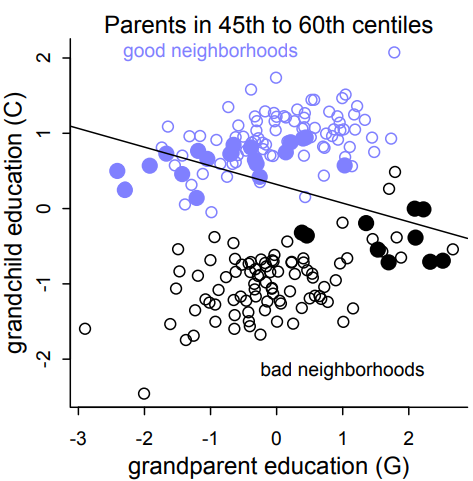 Parents in 45th to 60th centiles
good neighborhoods
2
1
0
-1
-2
grandchild education (C)
bad neighborhoods
-3
-2
-1
0
1
2
grandparent education (G)